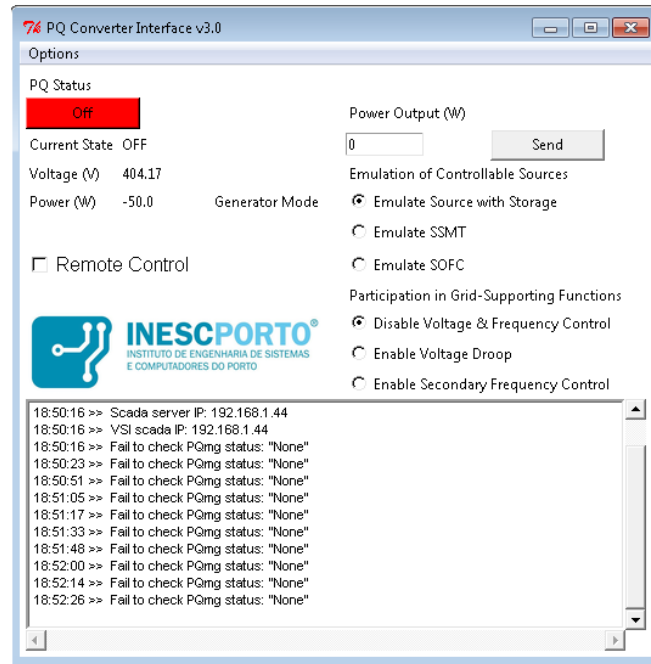 PQ Converter Interface v3.0
Options
PQ Status
Off
Current State OFF
Voltage (V) 404.17
Power (W) -50.0 Generator Mode
Remote Control
Power Output (W)
0 Send
Emulation of Controllable Sources
Emulate Source with Storage
Emulate SSMT
Emulate SOFC
Participation in Grid-Supporting Functions
Disable Voltage & Frequency Control
Enable Voltage Droop
Enable Secondary Frequency Control
INESCPORTO®
INSTITUTO DE ENGENHARIA DE SISTEMAS
E COMPUTADORES DO PORTO
18:50:16 >> Scada server IP: 192.168.1.44
18:50:16 >> VSI scada IP: 192.168.1.44
18:50:16 >> Fail to check PQmg status: "None"
18:50:23 >> Fail to check PQmg status: "None"
18:50:51 >> Fail to check PQmg status: "None"
18:51:05 >> Fail to check PQmg status: "None"
18:51:17 >> Fail to check PQmg status: "None"
18:51:33 >> Fail to check PQmg status: "None"
18:51:48 >> Fail to check PQmg status: "None"
18:52:00 >> Fail to check PQmg status: "None"
18:52:14 >> Fail to check PQmg status: "None"
18:52:26 >> Fail to check PQmg status: "None"